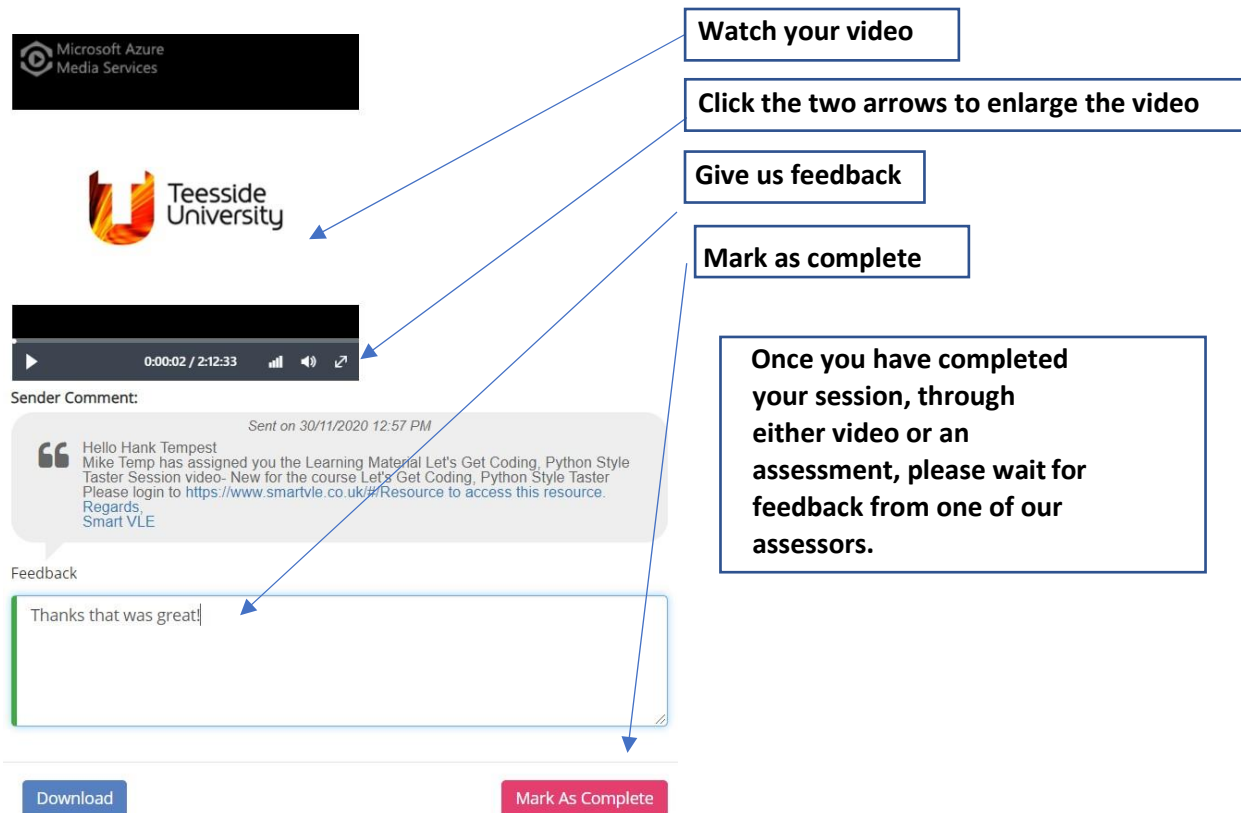 Microsoft Azure
Media Services
Teesside
University
0:00:02 / 2:12:33
Sender Comment:
Sent on 30/11/2020 12:57 PM
Hello Hank Tempest
Mike Temp has assigned you the Learning Material Let's Get Coding, Python Style
Taster Session video- New for the course Let's Get Coding, Python Style Taster
Please login to https://www.smartvle.co.uk/#/Resource to access this resource.
Regards,
Smart VLE
Feedback
Thanks that was great!
Download
Mark As Complete
Watch your video
Click the two arrows to enlarge the video
Give us feedback
Mark as complete
Once you have completed
your session, through
either video or an
assessment, please wait for
feedback from one of our
assessors.